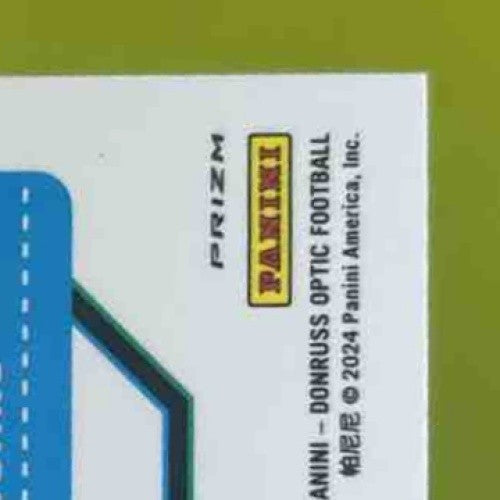 PRIZM
PANINI
ANINI – DONRUSS OPTIC FOOTBALL
帕尼尼 © 2024 Panini America, Inc.